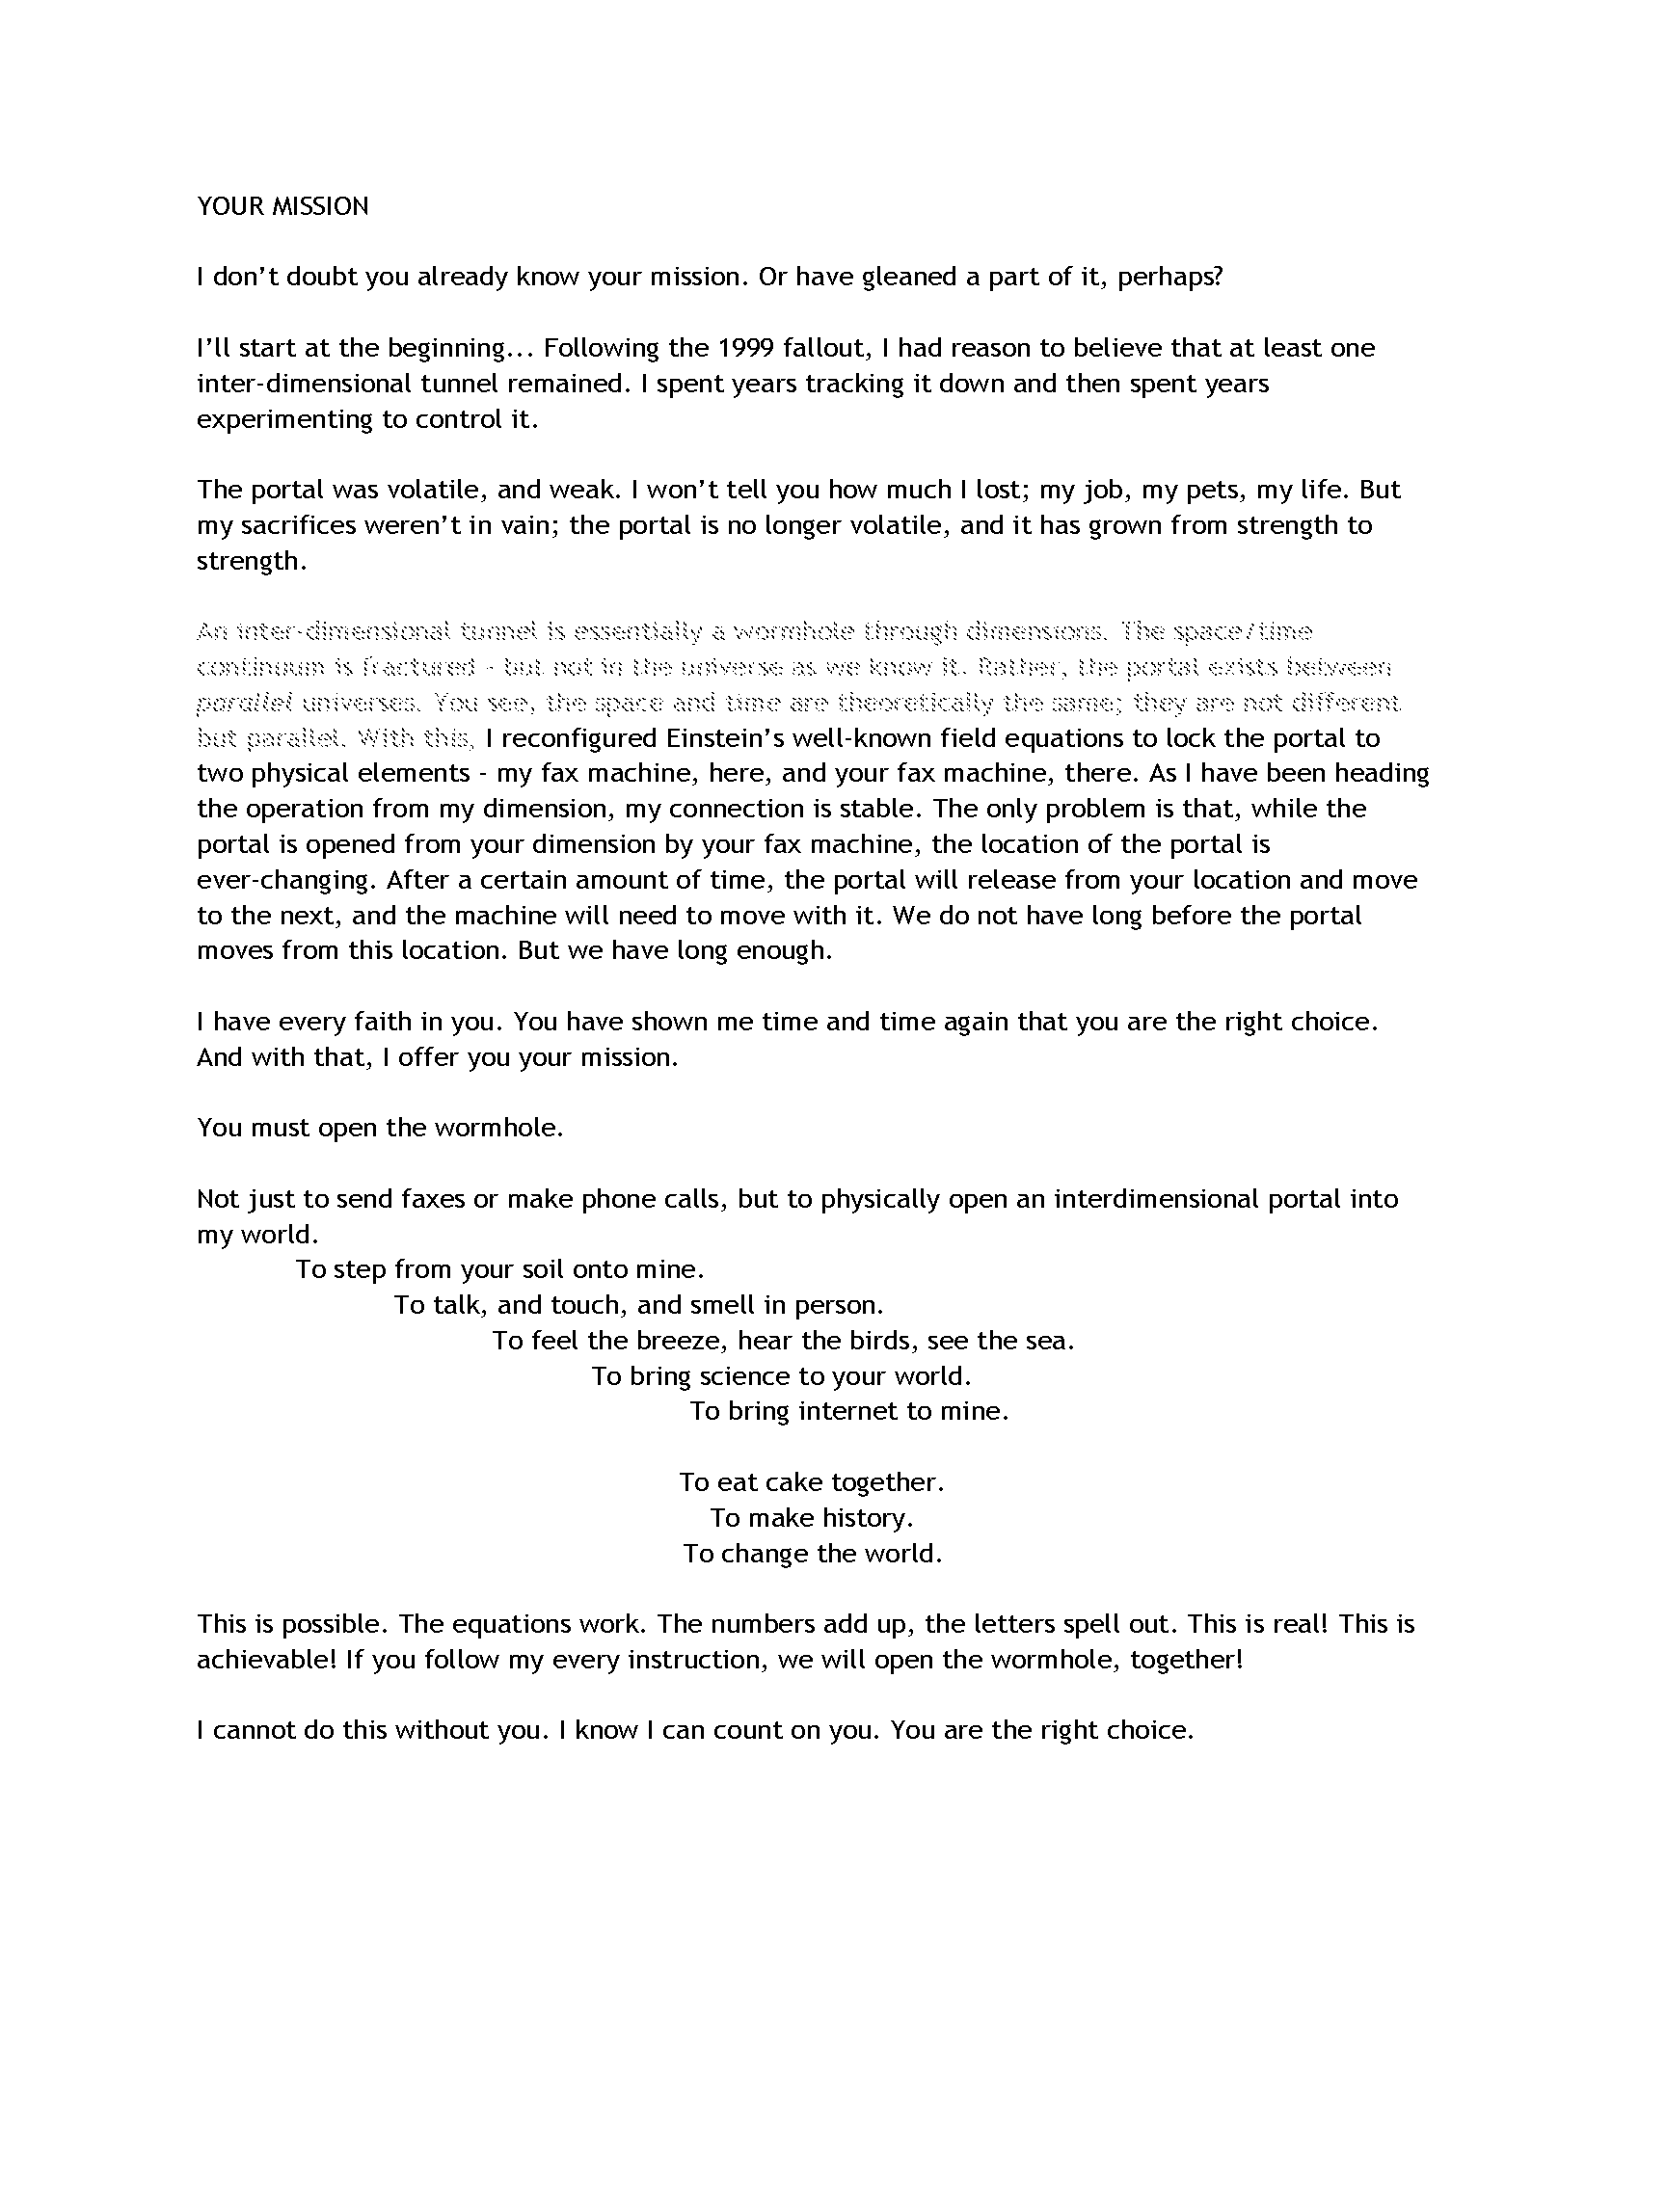 YOUR MISSION
I don’t doubt you already know your mission. Or have gleaned a part of it, perhaps?
I’ll start at the beginning... Following the 1999 fallout, I had reason to believe that at least one
inter-dimensional tunnel remained. I spent years tracking it down and then spent years
experimenting to control it.
The portal was volatile, and weak. I won’t tell you how much I lost; my job, my pets, my life. But
my sacrifices weren’t in vain; the portal is no longer volatile, and it has grown from strength to
strength.
An inter-dimensional tunnel is essentially a wormhole through dimensions. The space/time
continuum is fractured - but not in the universe as we know it. Rather, the portal exists between
parallel universes. You see, the space and time are theoretically the same; they are not different
but parallel. With this, I reconfigured Einstein’s well-known field equations to lock the portal to
two physical elements - my fax machine, here, and your fax machine, there. As I have been heading
the operation from my dimension, my connection is stable. The only problem is that, while the
portal is opened from your dimension by your fax machine, the location of the portal is
ever-changing. After a certain amount of time, the portal will release from your location and move
to the next, and the machine will need to move with it. We do not have long before the portal
moves from this location. But we have long enough.
I have every faith in you. You have shown me time and time again that you are the right choice.
And with that, I offer you your mission.
You must open the wormhole.
Not just to send faxes or make phone calls, but to physically open an interdimensional portal into
my world.
To step from your soil onto mine.
To talk, and touch, and smell in person.
To feel the breeze, hear the birds, see the sea.
To bring science to your world.
To bring internet to mine.
To eat cake together.
To make history.
To change the world.
This is possible. The equations work. The numbers add up, the letters spell out. This is real! This is
achievable! If you follow my every instruction, we will open the wormhole, together!
I cannot do this without you. I know I can count on you. You are the right choice.